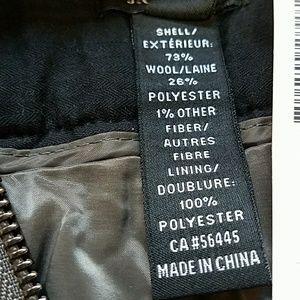 SHELL/
EXTÉRIEUR:
73%
WOOL/LAINE
26%
POLYESTER
1% OTHER
FIBER/
AUTRES
FIBRE
LINING/
DOUBLURE:
100%
POLYESTER
CA#56445
MADE IN CHINA